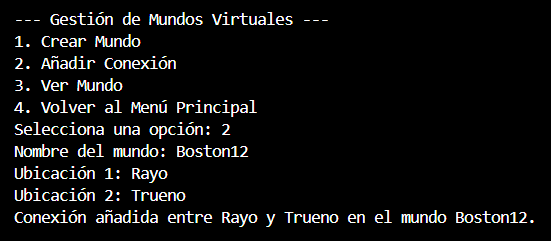 --- Gestión de Mundos Virtuales ---
1. Crear Mundo
2. Añadir Conexión
3. Ver Mundo
4. Volver al Menú Principal
Selecciona una opción: 2
Nombre del mundo: Boston12
Ubicación 1: Rayo
Ubicación 2: Trueno
Conexión añadida entre Rayo y Trueno en el mundo Boston12.